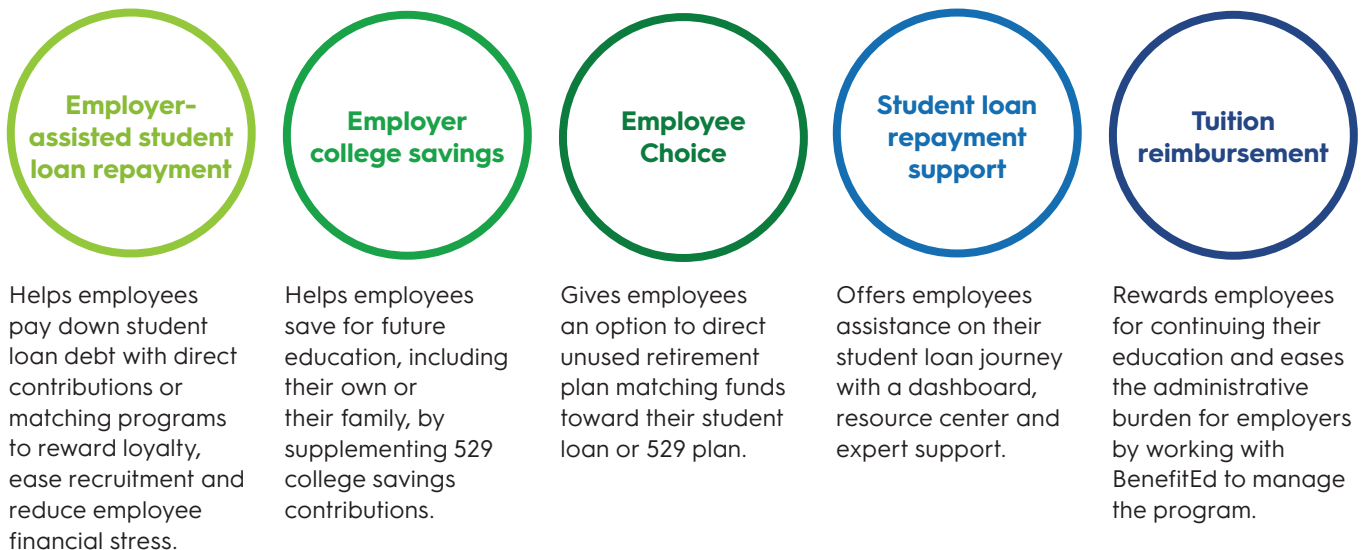 Employer-
assisted student
loan repayment
Helps employees
pay down student
loan debt with direct
contributions or
matching programs
to reward loyalty,
ease recruitment and
reduce employee
financial stress.
Employer
college savings
Helps employees
save for future
education, including
their own or
their family, by
supplementing 529
college savings
contributions.
Employee
Choice
Gives employees
an option to direct
unused retirement
plan matching funds
toward their student
loan or 529 plan.
Student loan
repayment
support
Offers employees
assistance on their
student loan journey
with a dashboard,
resource center and
expert support.
Tuition
reimbursement
Rewards employees
for continuing their
education and eases
the administrative
burden for employers
by working with
BenefitEd to manage
the program.